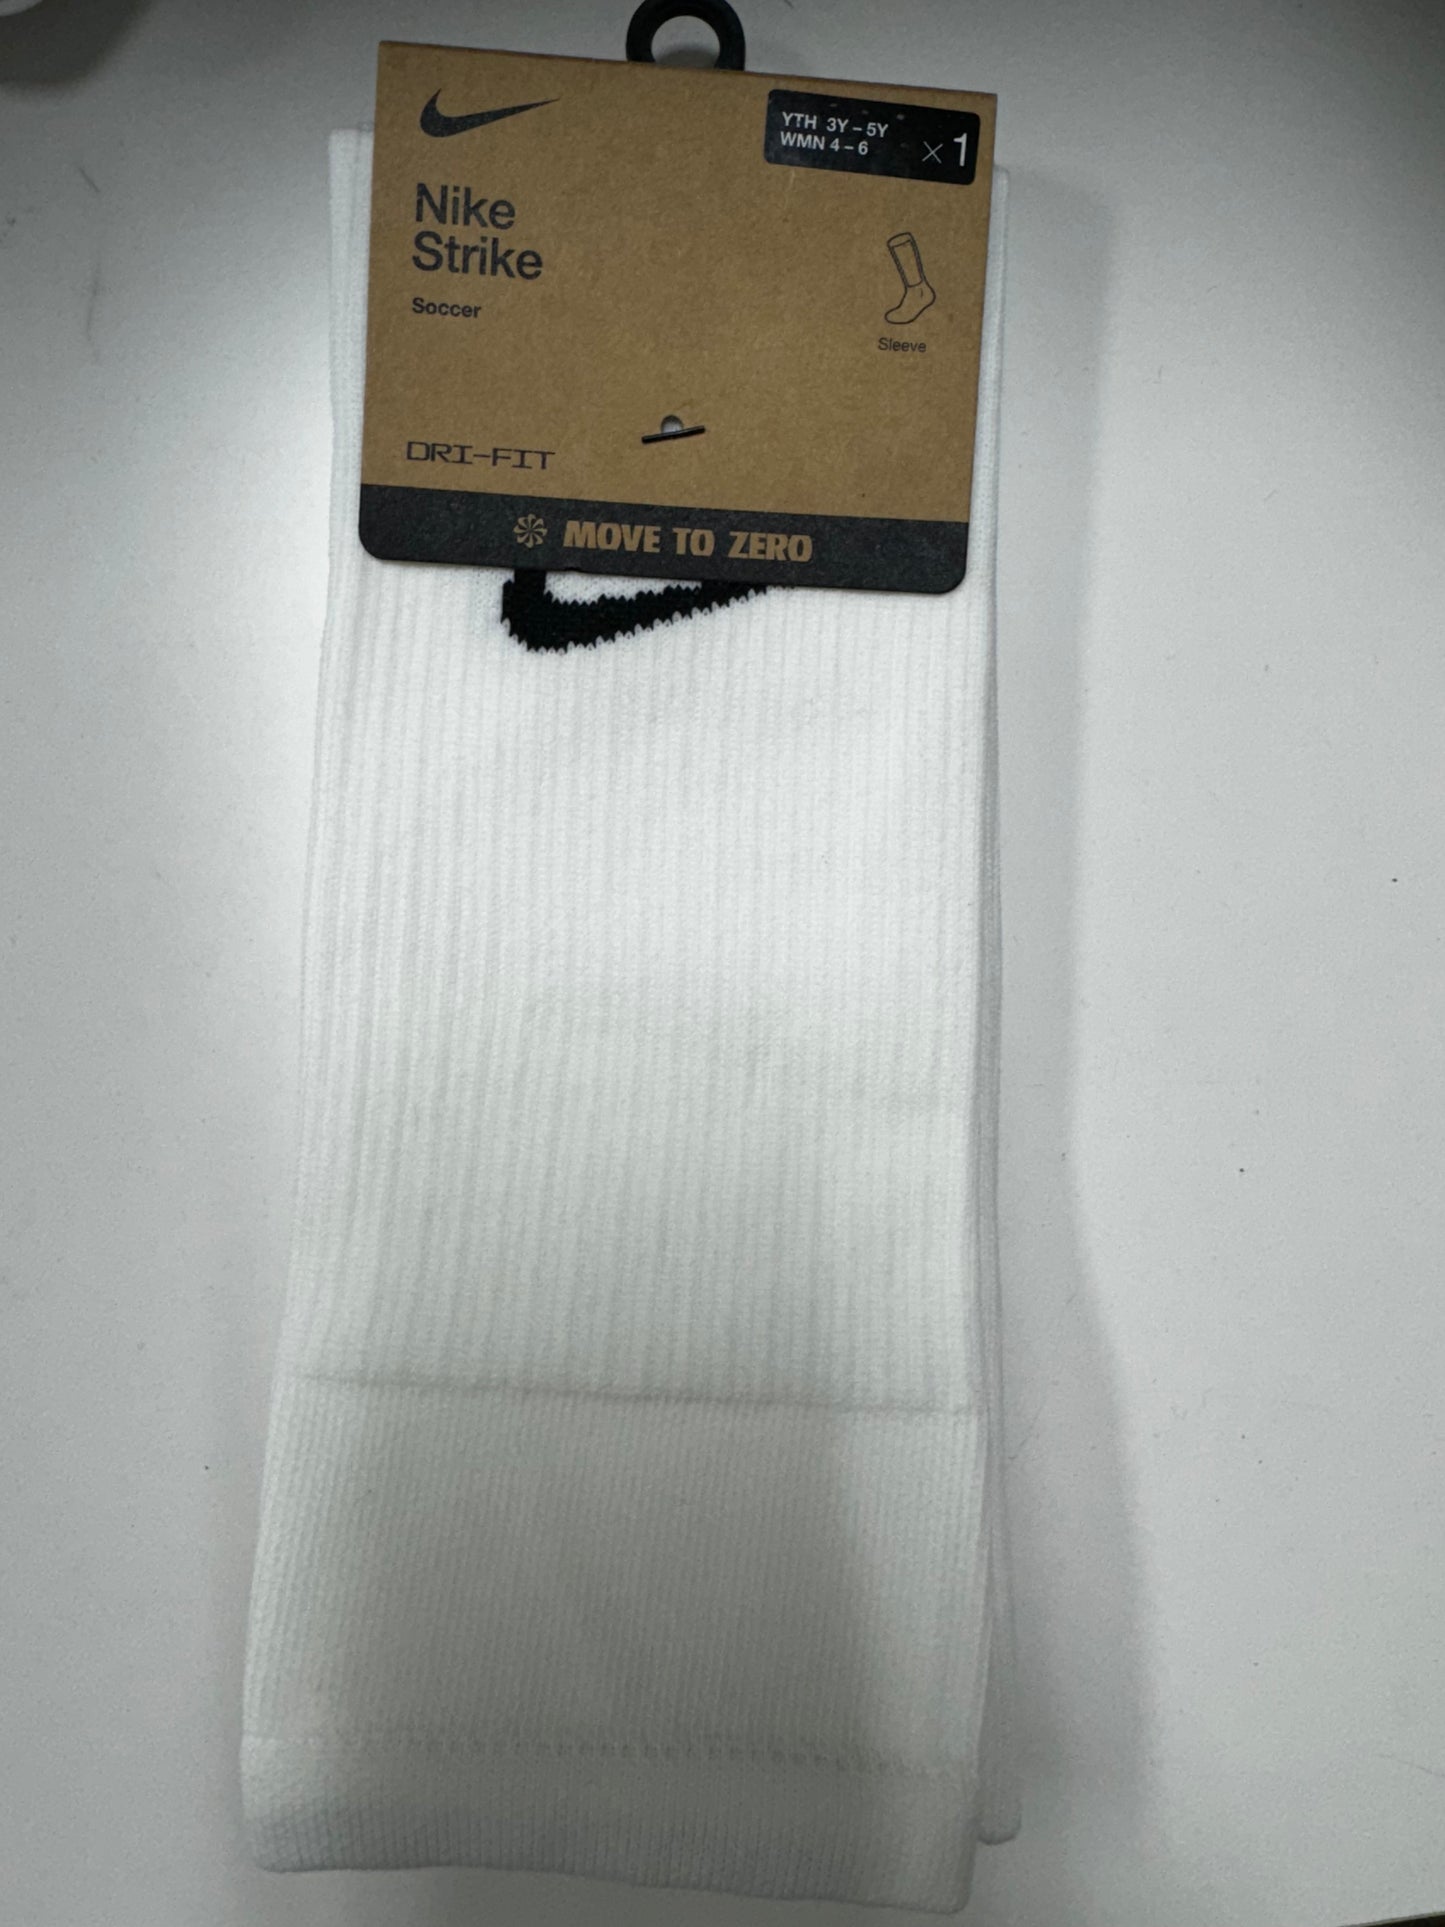 YTH 3Y – 5Y
WMN 4 – 6
× 1
Nike
Strike
Soccer
Sleeve
DRI–FIT
MOVE TO ZERO